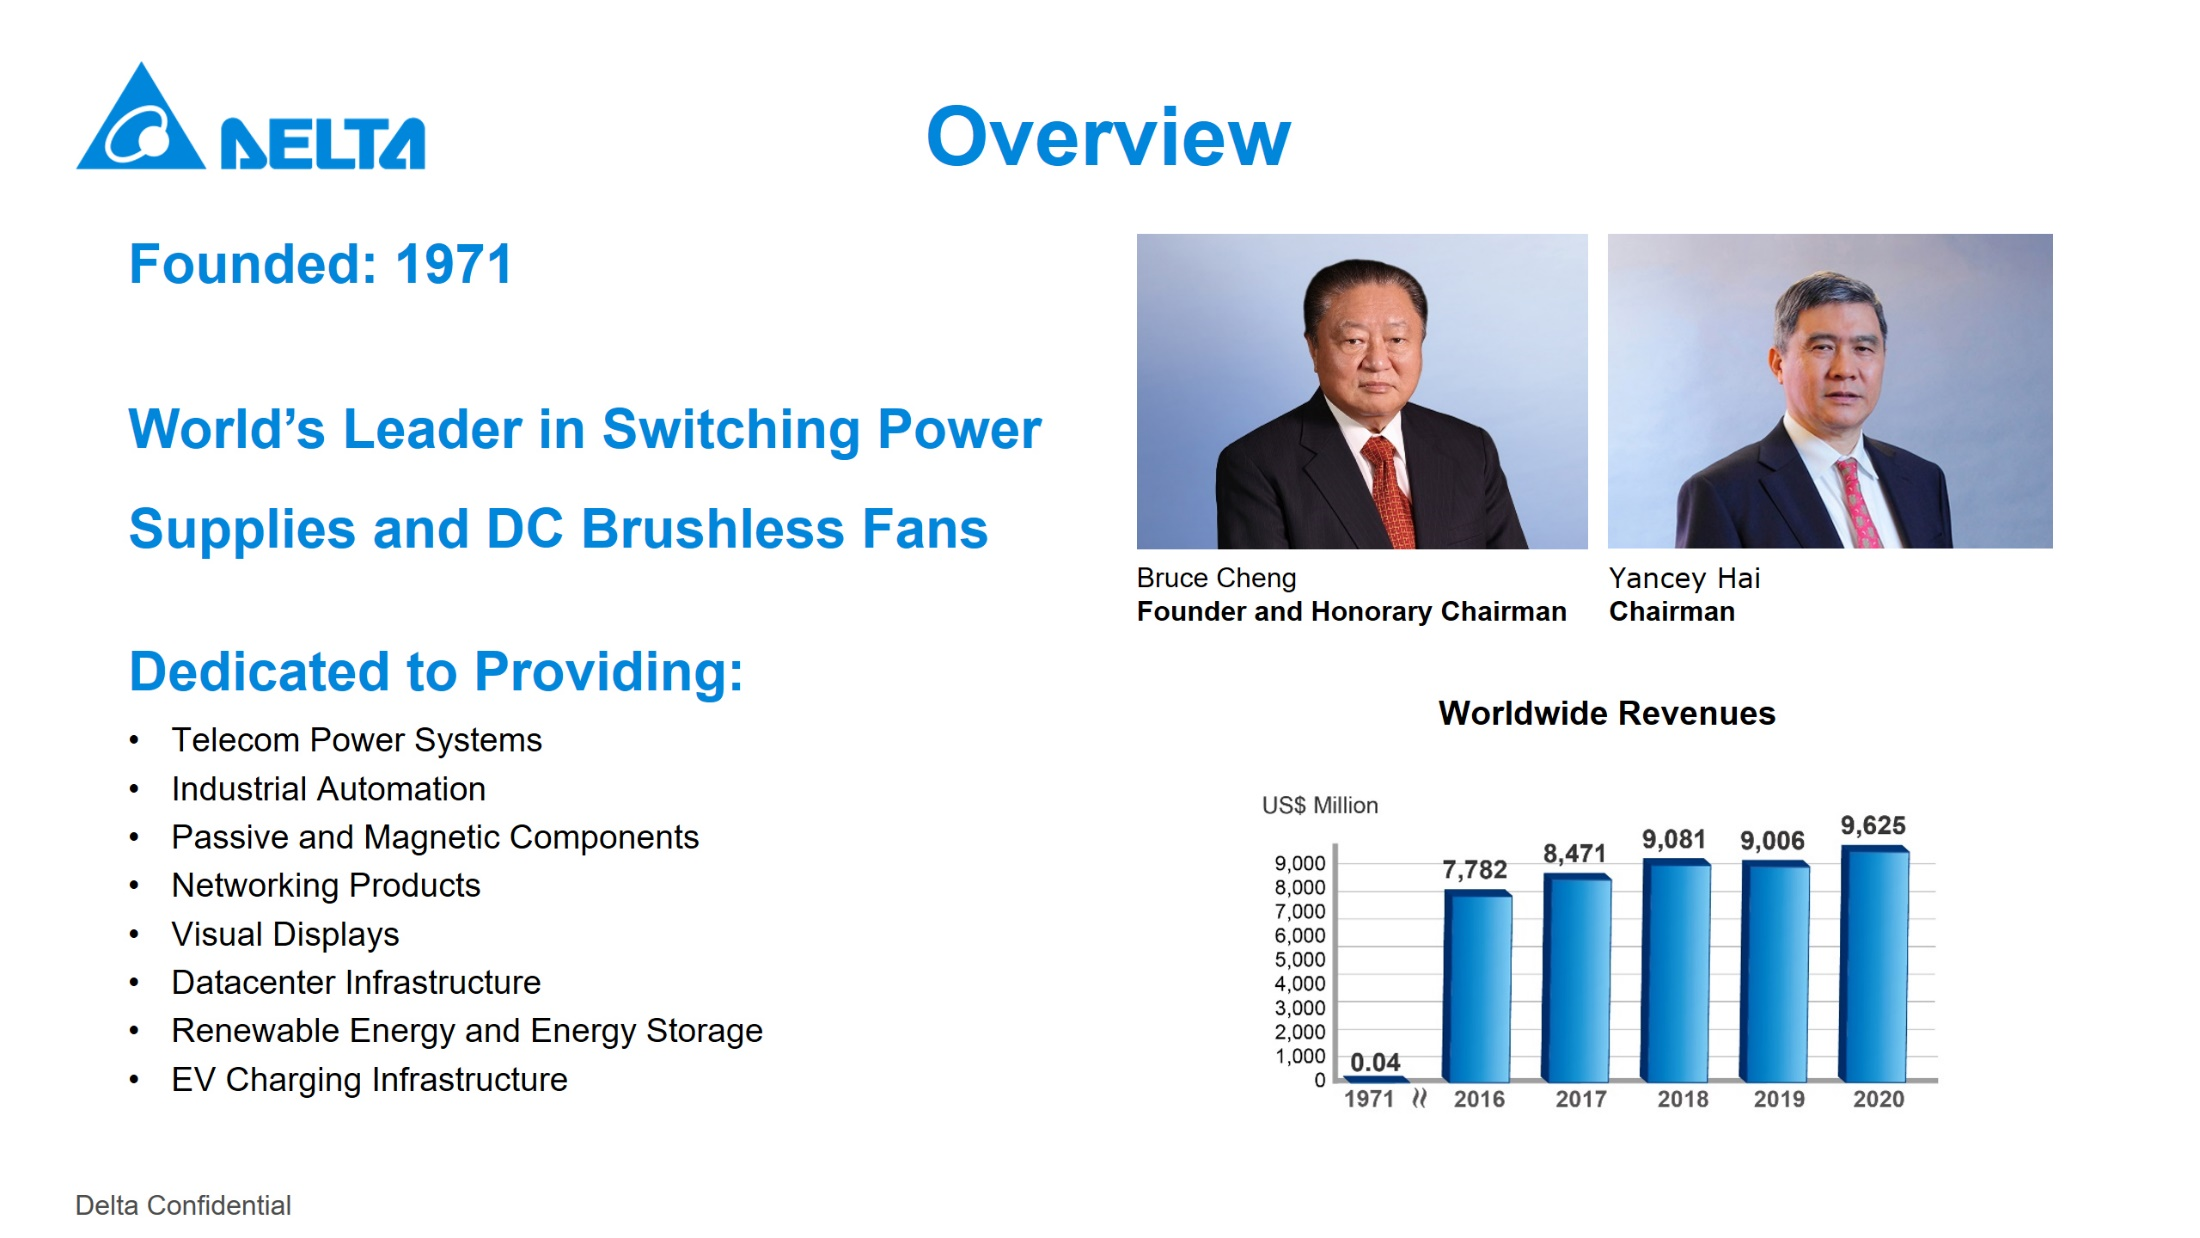 DELTA
Overview
Founded: 1971
World’s Leader in Switching Power
Supplies and DC Brushless Fans
Dedicated to Providing:
• Telecom Power Systems
• Industrial Automation
• Passive and Magnetic Components
• Networking Products
• Visual Displays
• Datacenter Infrastructure
• Renewable Energy and Energy Storage
• EV Charging Infrastructure
Bruce Cheng
Founder and Honorary Chairman
Yancey Hai
Chairman
Worldwide Revenues
US$ Million
9,000
8,000
7,000
6,000
5,000
4,000
3,000
2,000
1,000
0
0.04
7,782
8,471
9,081
9,006
9,625
1971 2016 2017 2018 2019 2020
Delta Confidential